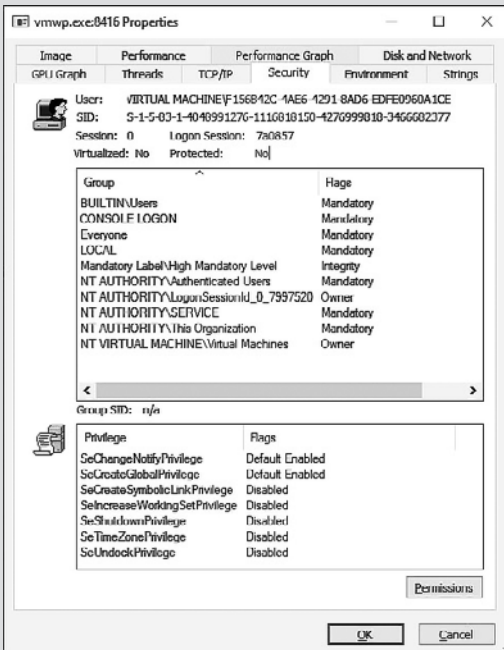 vmwp.exe:8416 Properties
Image Performance Performance Graph Disk and Network
GPU Graph Threads TCP/IP Security Environment Strings
User: VIRTUAL MACHINE\F156B42C-4AE6-4291-8AD6-EDFE0960A1CE
SID: S-1-5-83-1-4048991276-1116818150-4276999818-3466682377
Session: 0 Logon Session: 7a0857
Virtualized: No Protected: No
Group Flags
BUILTIN\Users Mandatory
CONSOLE LOGON Mandatory
Everyone Mandatory
LOCAL Mandatory
Mandatory Label\High Mandatory Level Integrity
NT AUTHORITY\Authenticated Users Mandatory
NT AUTHORITY\LogonSessionId_0_7997520 Owner
NT AUTHORITY\SERVICE Mandatory
NT AUTHORITY\This Organization Mandatory
NT VIRTUAL MACHINE\Virtual Machines Owner
Group SID: n/a
Privilege Flags
SeChangeNotifyPrivilege Default Enabled
SeCreateGlobalPrivilege Default Enabled
SeCreateSymbolicLinkPrivilege Disabled
SeIncreaseWorkingSetPrivilege Disabled
SeShutdownPrivilege Disabled
SeTimeZonePrivilege Disabled
SeUndockPrivilege Disabled
Permissions
OK Cancel